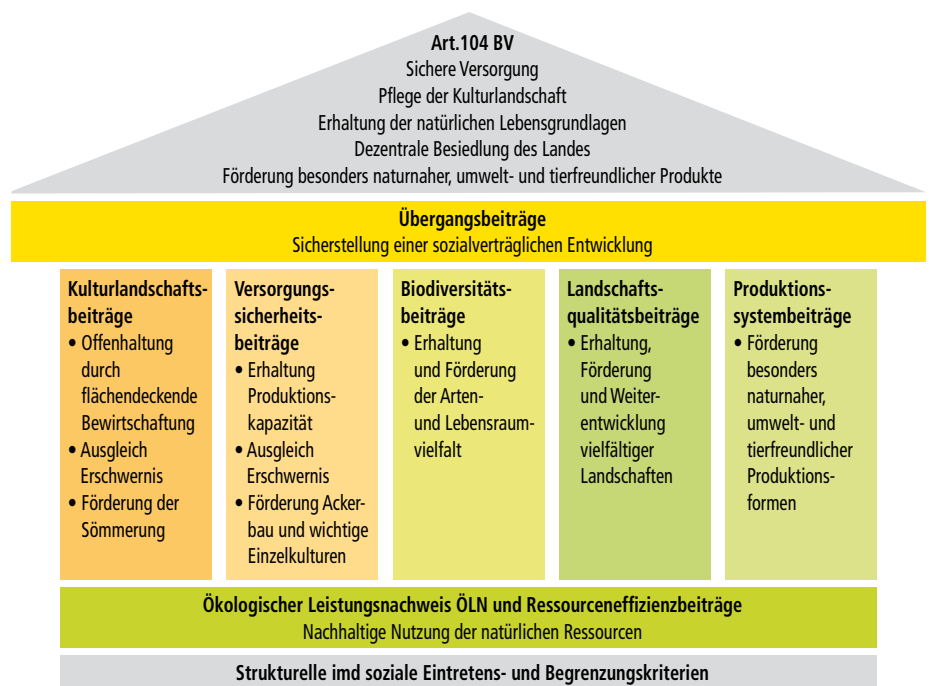 Art.104 BV
Sichere Versorgung
Pflege der Kulturlandschaft
Erhaltung der natürlichen Lebensgrundlagen
Dezentrale Besiedlung des Landes
Förderung besonders naturnaher, umwelt- und tierfreundlicher Produkte
Übergangsbeiträge
Sicherstellung einer sozialverträglichen Entwicklung
Kulturlandschafts-
beiträge
• Offenhaltung
durch
flächendeckende
Bewirtschaftung
• Ausgleich
Erschwernis
• Förderung der
Sömmerung
Versorgungs-
sicherheits-
beiträge
• Erhaltung
Produktions-
kapazität
• Ausgleich
Erschwernis
• Förderung Acker-
bau und wichtige
Einzelkulturen
Biodiversitäts-
beiträge
• Erhaltung
und Förderung
der Arten-
und Lebensraum-
vielfalt
Landschafts-
qualitätsbeiträge
• Erhaltung,
Förderung
und Weiter-
entwicklung
vielfältiger
Landschaften
Produktions-
systembeiträge
• Förderung
besonders
naturnaher,
umwelt- und
tierfreundlicher
Produktions-
formen
Ökologischer Leistungsnachweis ÖLN und Ressourceneffizienzbeiträge
Nachhaltige Nutzung der natürlichen Ressourcen
Strukturelle imd soziale Eintretens- und Begrenzungskriterien